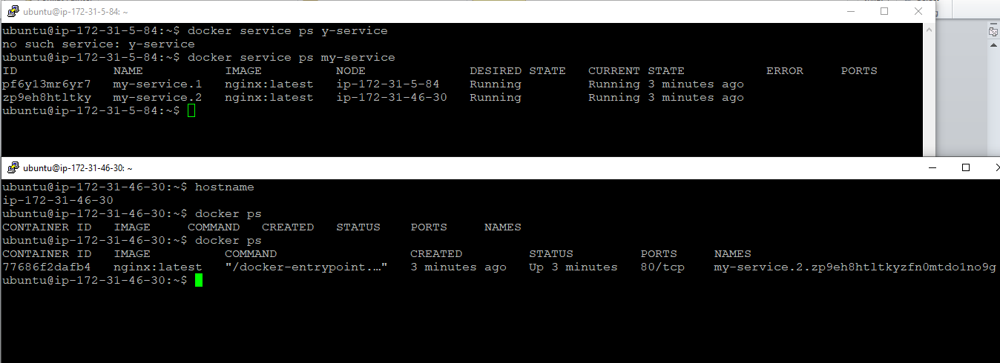 ubuntu@ip-172-31-5-84: ~
ubuntu@ip-172-31-5-84:~$ docker service ps y-service
no such service: y-service
ubuntu@ip-172-31-5-84:~$ docker service ps my-service
ID NAME IMAGE NODE DESIRED STATE CURRENT STATE ERROR PORTS
pf6y13mr6yr7 my-service.1 nginx:latest ip-172-31-5-84 Running Running 3 minutes ago
zp9eh8htltky my-service.2 nginx:latest ip-172-31-46-30 Running Running 3 minutes ago
ubuntu@ip-172-31-5-84:~$
ubuntu@ip-172-31-46-30: ~
ubuntu@ip-172-31-46-30:~$ hostname
ip-172-31-46-30
ubuntu@ip-172-31-46-30:~$ docker ps
CONTAINER ID IMAGE COMMAND CREATED STATUS PORTS NAMES
ubuntu@ip-172-31-46-30:~$ docker ps
CONTAINER ID IMAGE COMMAND CREATED STATUS PORTS NAMES
77686f2dafb4 nginx:latest "/docker-entrypoint.…" 3 minutes ago Up 3 minutes 80/tcp my-service.2.zp9eh8htltkyzfn0mtdo1no9g
ubuntu@ip-172-31-46-30:~$